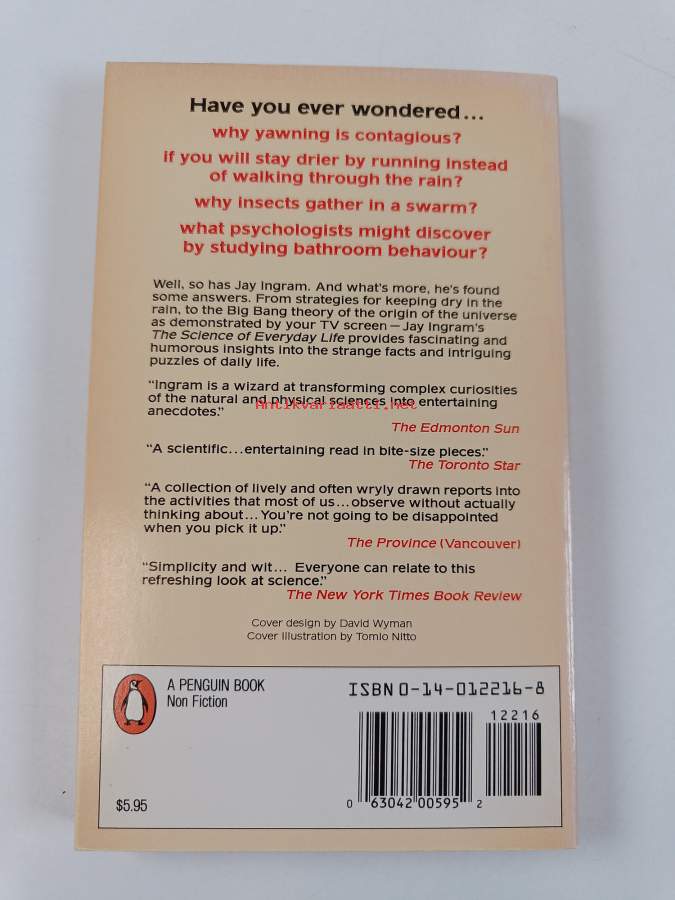 Have you ever wondered...
why yawning is contagious?
if you will stay drier by running instead
of walking through the rain?
why insects gather in a swarm?
what psychologists might discover
by studying bathroom behaviour?
Well, so has Jay Ingram. And what's more, he's found
some answers. From strategies for keeping dry in the
rain, to the Big Bang theory of the origin of the universe
as demonstrated by your TV screen — Jay Ingram's
The Science of Everyday Life provides fascinating and
humorous insights into the strange facts and intriguing
puzzles of daily life.
"Ingram is a wizard at transforming complex curiosities
of the natural and physical sciences into entertaining
anecdotes."
Antikvariaatti.net
The Edmonton Sun
"A scientific...entertaining read in bite-size pieces."
The Toronto Star
"A collection of lively and often wryly drawn reports into
the activities that most of us...observe without actually
thinking about...You're not going to be disappointed
when you pick it up."
The Province (Vancouver)
"Simplicity and wit... Everyone can relate to this
refreshing look at science."
The New York Times Book Review
Cover design by David Wyman
Cover illustration by Tomio Nitto
A PENGUIN BOOK
Non Fiction
ISBN 0-14-012216-8
12216
0 63042 00595 2
$5.95